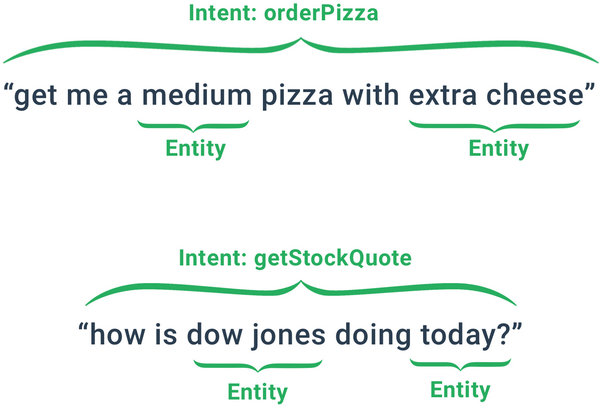 Intent: orderPizza
“get me a medium pizza with extra cheese”
Entity Entity
Intent: getStockQuote
“how is dow jones doing today?”
Entity Entity